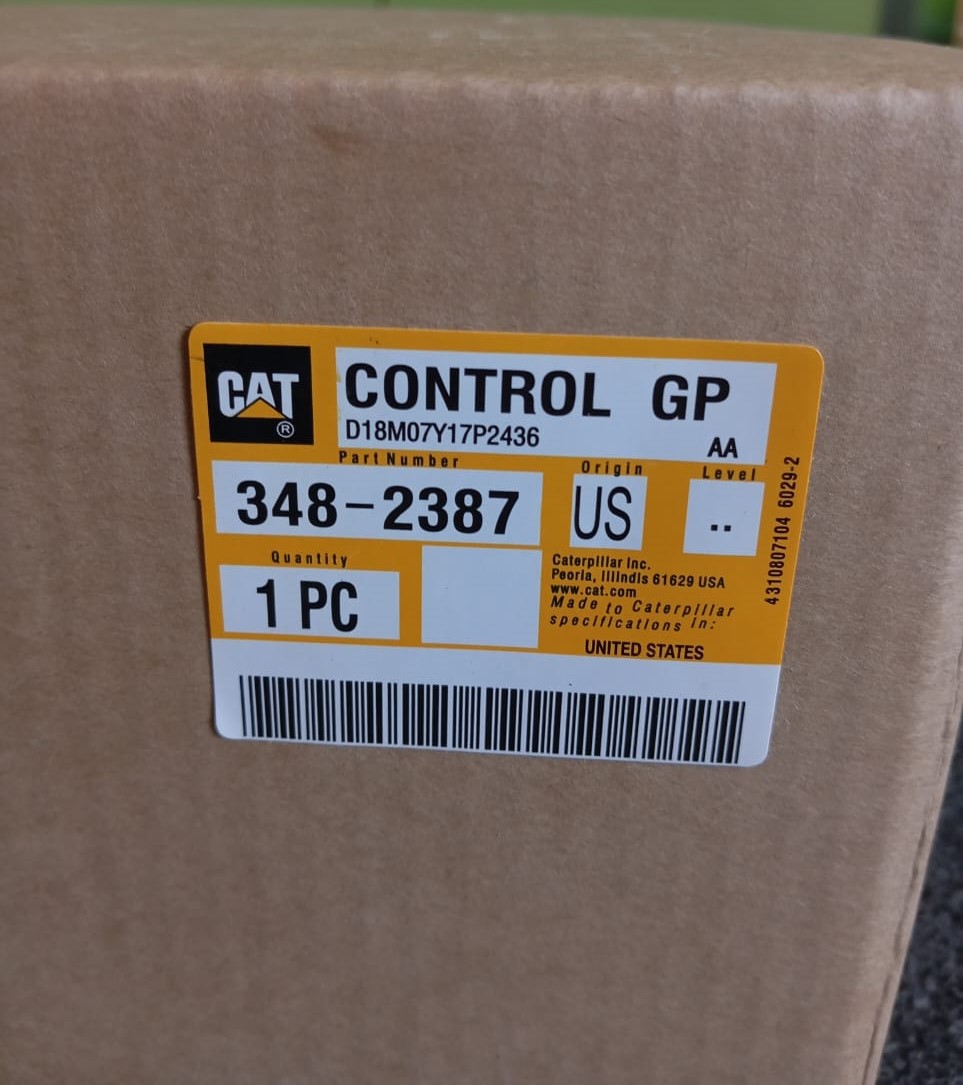 CAT
®
CONTROL GP
D18M07Y17P2436
AA
Part Number
Origin
Level
348-2387
US
..
Quantity
1 PC
Caterpillar Inc.
Peoria, Illindis 61629 USA
www.cat.com
Made to Caterpillar
specifications in:
UNITED STATES
4310807104 6029-2